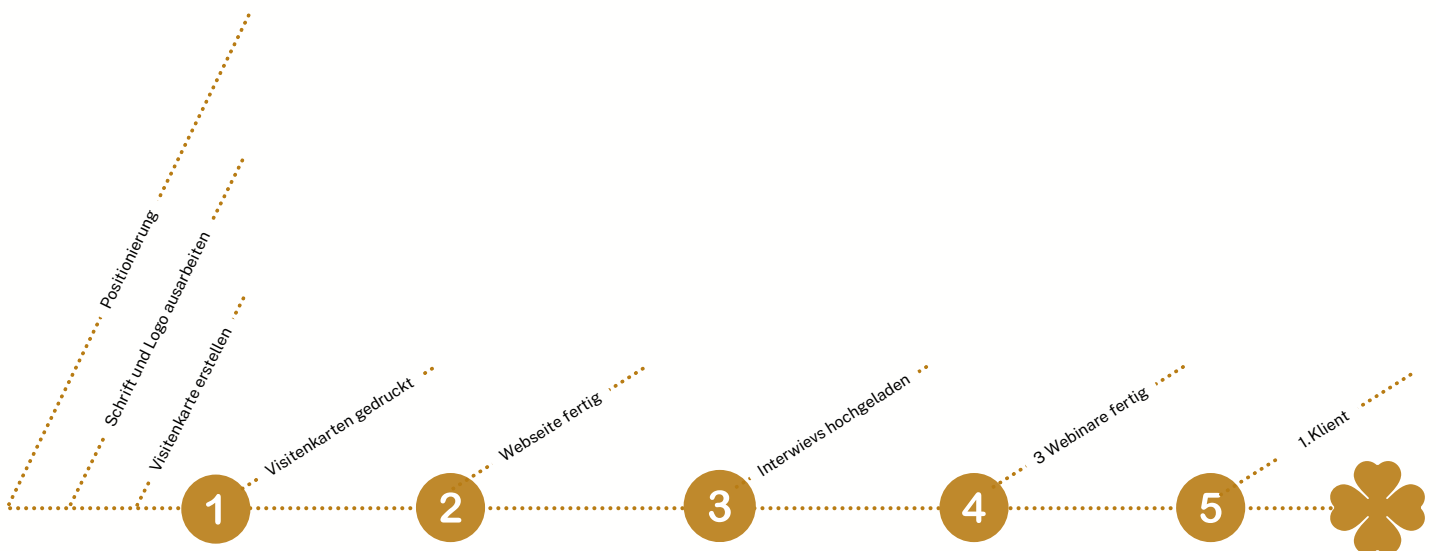 Positionierung
Schrift und Logo ausarbeiten
Visitenkarte erstellen
1
Visitenkarten gedruckt
2
Webseite fertig
3
Interwievs hochgeladen
4
3 Webinare fertig
5
1.Klient